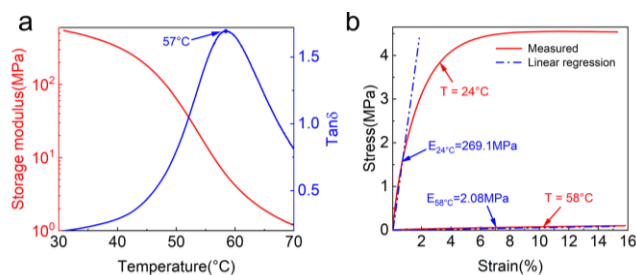 a
57°C
Storage modulus(MPa)
10²
10¹
10⁰
Tanδ
1.5
1.0
0.5
30
40
50
60
70
Temperature(°C)
b
Measured
Linear regression
T = 24°C
E24°C=269.1MPa
E58°C=2.08MPa
T = 58°C
Stress(MPa)
5
4
3
2
1
0
2
4
6
8
10
12
14
16
Strain(%)